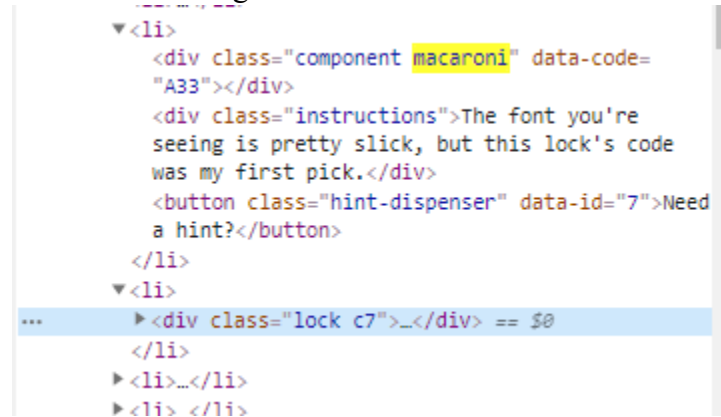 ▼<li>
<div class="component macaroni" data-code=
"A33"></div>
<div class="instructions">The font you're
seeing is pretty slick, but this lock's code
was my first pick.</div>
<button class="hint-dispenser" data-id="7">Need
a hint?</button>
</li>
▼<li>
... ▶<div class="lock c7">…</div> == $0
</li>
▶<li>…</li>
▶<li> </li>